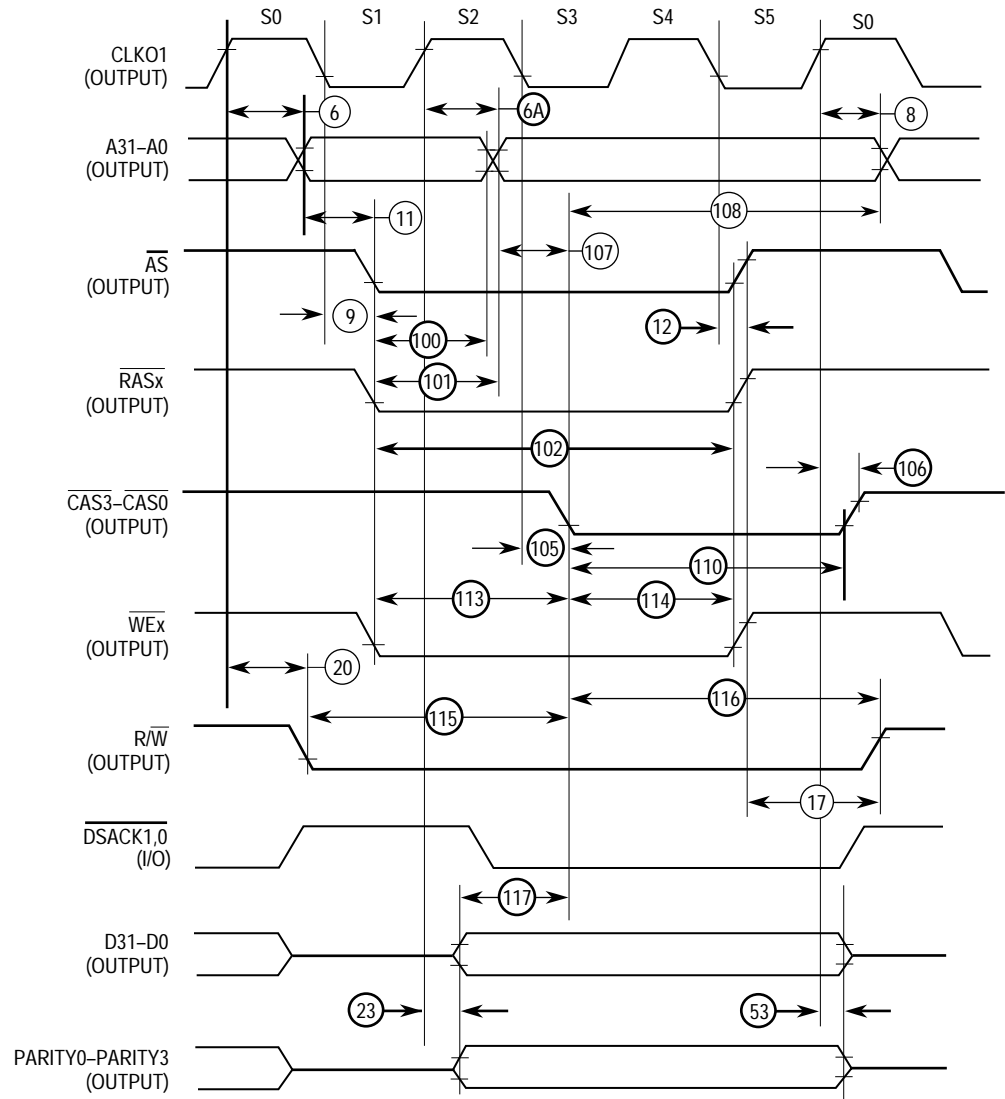 S0 S1 S2 S3 S4 S5 S0
CLKO1
(OUTPUT)
6 6A 8
A31–A0
(OUTPUT)
11 108
107
AS
(OUTPUT)
9 12
100
101
RASx
(OUTPUT)
102
106
CAS3–CAS0
(OUTPUT)
105
110
113 114
WEx
(OUTPUT)
20
116
115
R/W
(OUTPUT)
17
DSACK1,0
(I/O)
117
D31–D0
(OUTPUT)
23 53
PARITY0–PARITY3
(OUTPUT)